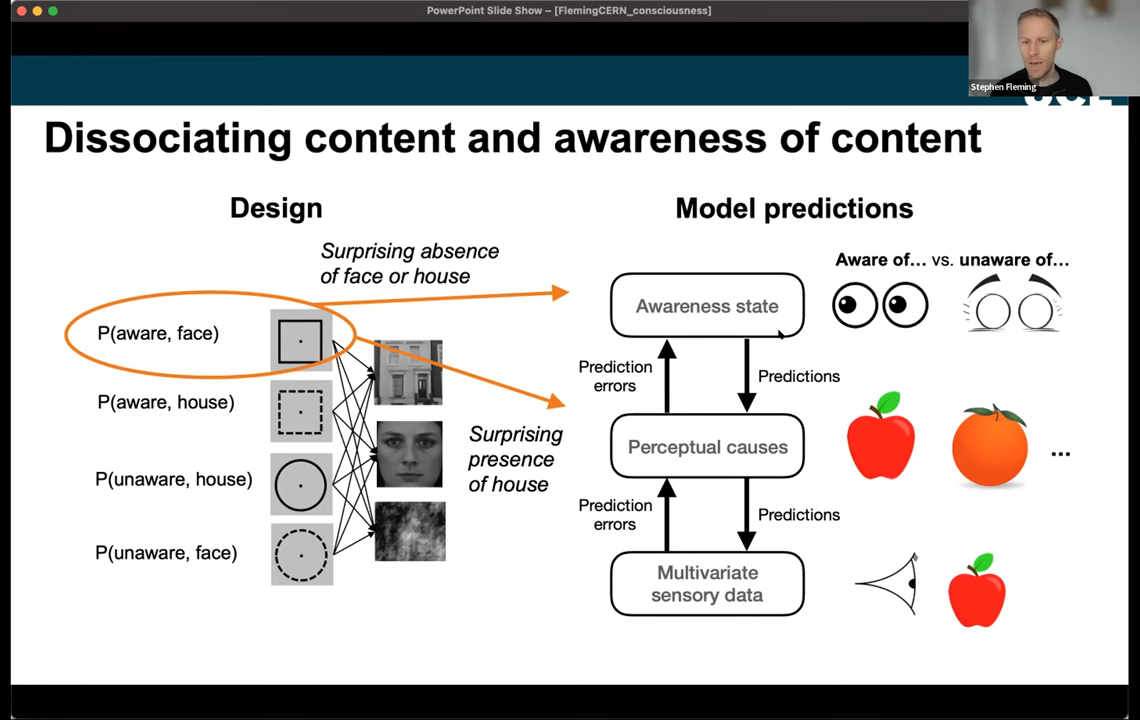 PowerPoint Slide Show – [FlemingCERN_consciousness]
Stephen Fleming
Dissociating content and awareness of content
Design
Surprising absence
of face or house
P(aware, face)
P(aware, house)
P(unaware, house)
P(unaware, face)
Surprising
presence
of house
Model predictions
Aware of… vs. unaware of…
Awareness state
Prediction
errors
Predictions
Perceptual causes
...
Prediction
errors
Predictions
Multivariate
sensory data